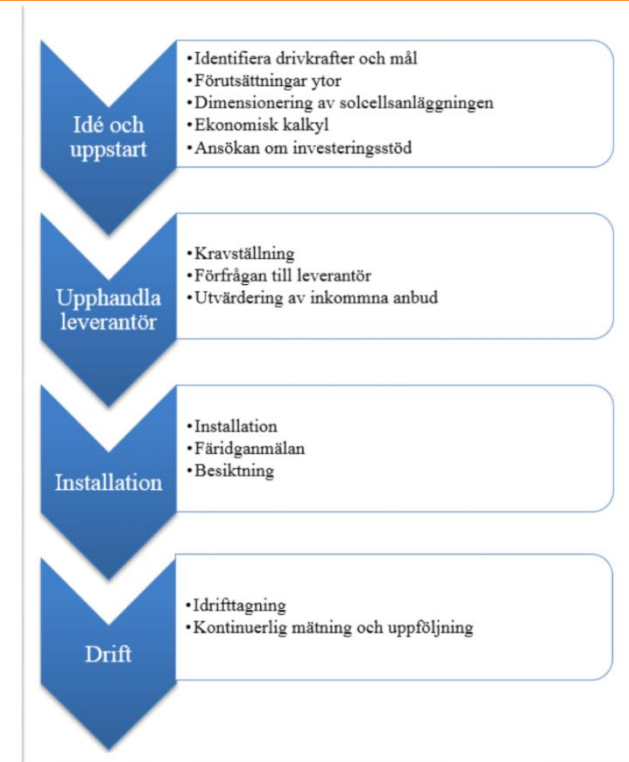 Idé och
uppstart
•Identifiera drivkrafter och mål
•Förutsättningar ytor
•Dimensionering av solcellsanläggningen
•Ekonomisk kalkyl
•Ansökan om investeringsstöd
Upphandla
leverantör
•Kravställning
•Förfrågan till leverantör
•Utvärdering av inkommna anbud
Installation
•Installation
•Färidganmälan
•Besiktning
Drift
•Idrifttagning
•Kontinuerlig mätning och uppföljning